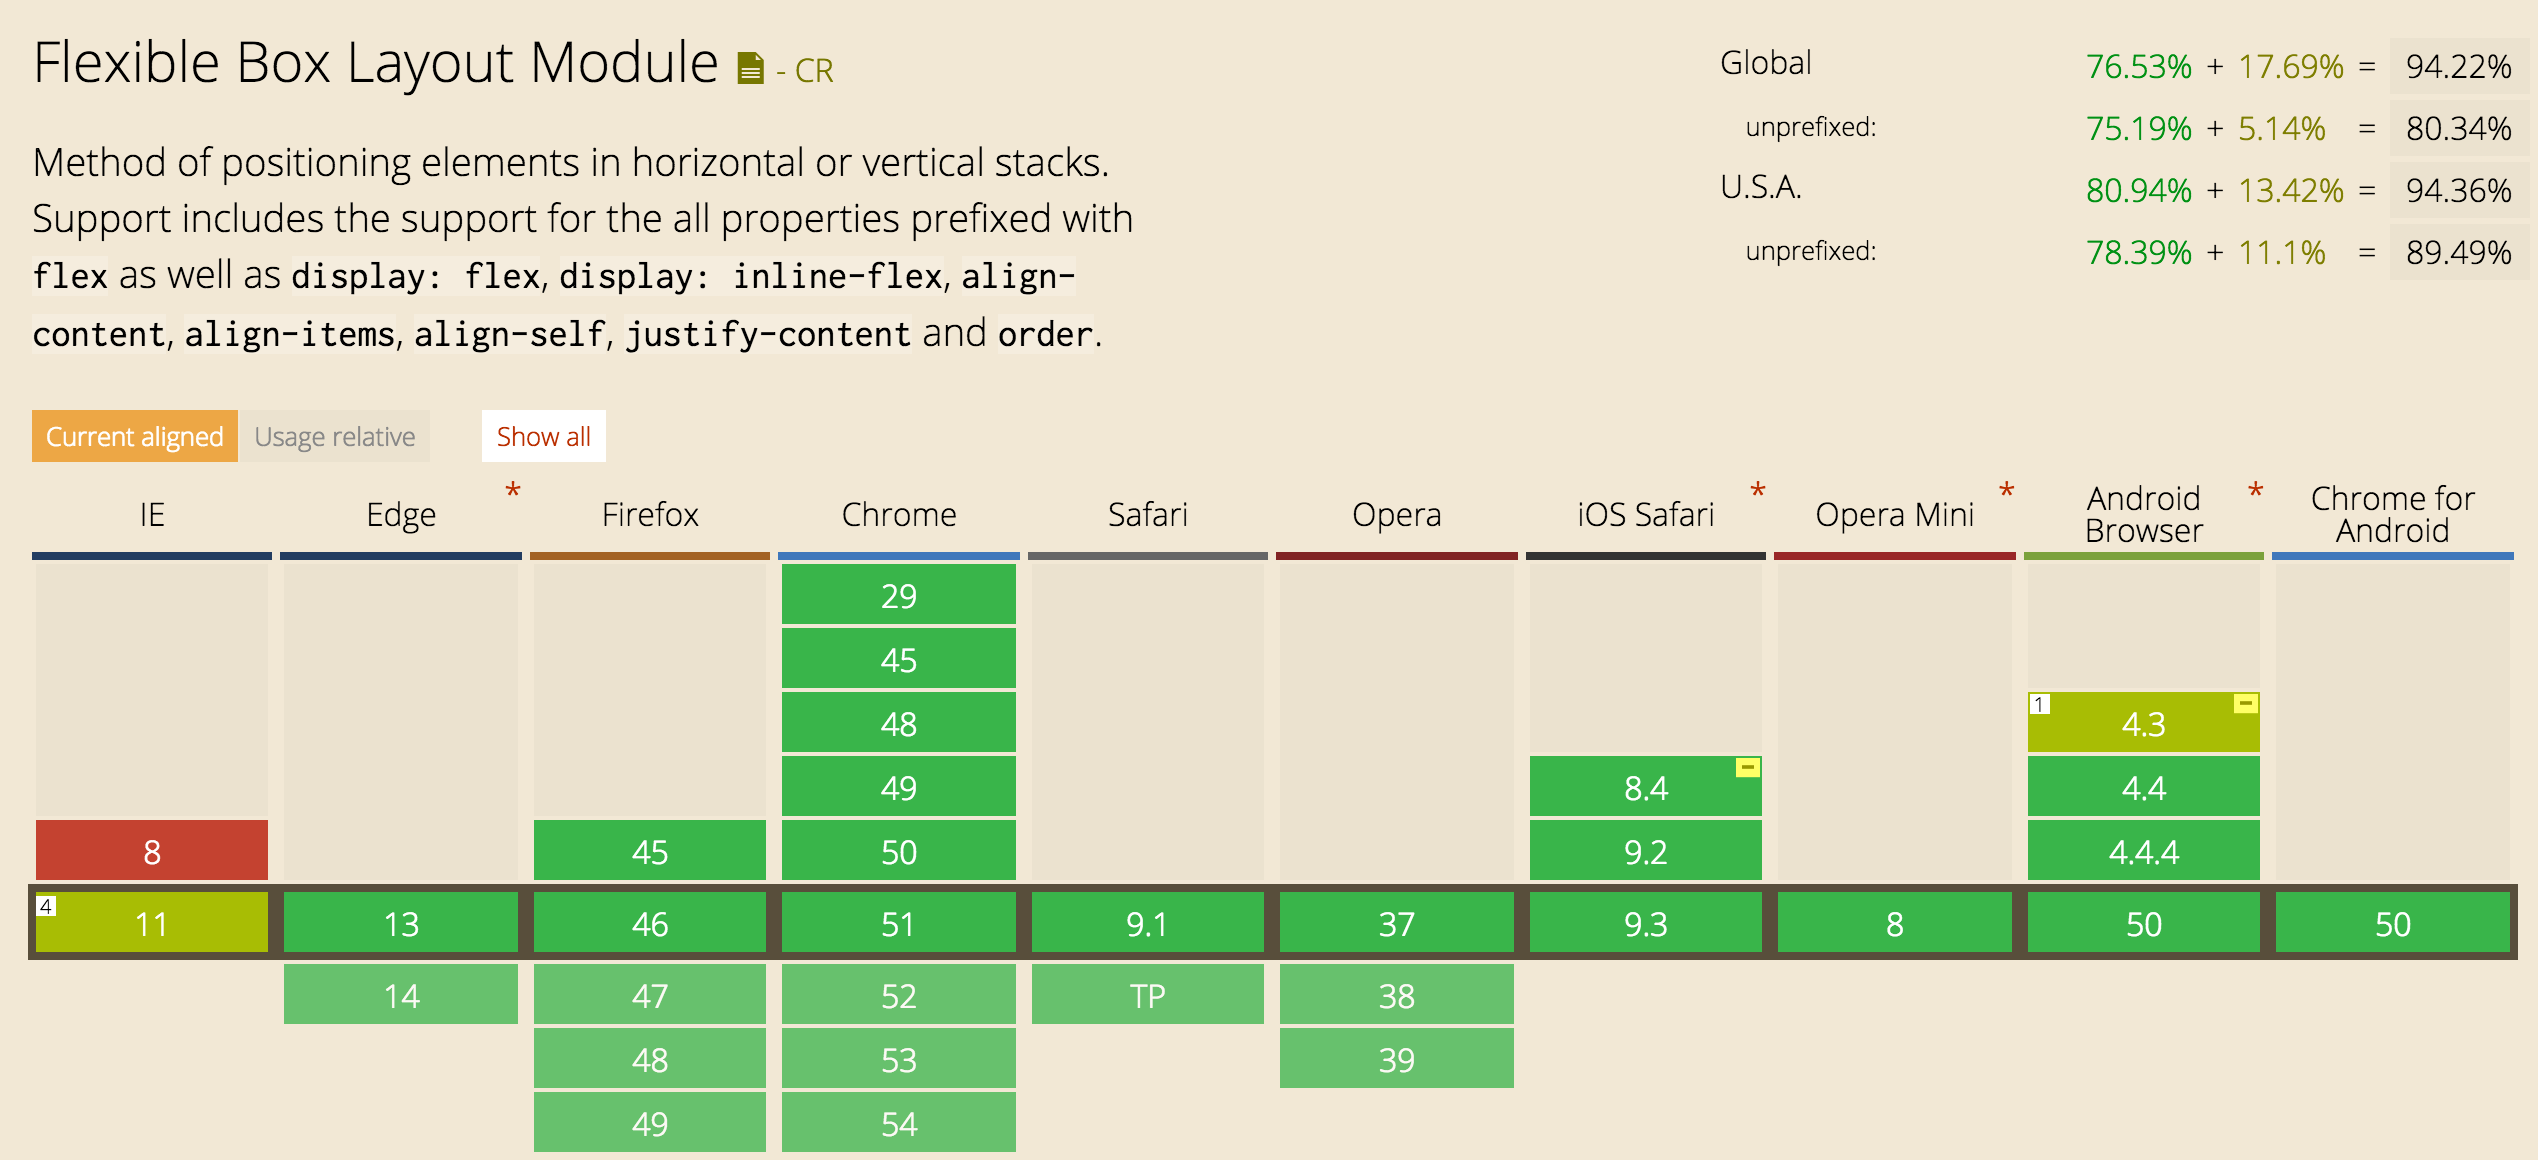 Flexible Box Layout Module - CR
Method of positioning elements in horizontal or vertical stacks.
Support includes the support for the all properties prefixed with
flex as well as display: flex, display: inline-flex, align-
content, align-items, align-self, justify-content and order.
Global 76.53% + 17.69% = 94.22%
unprefixed: 75.19% + 5.14% = 80.34%
U.S.A. 80.94% + 13.42% = 94.36%
unprefixed: 78.39% + 11.1% = 89.49%
Current aligned Usage relative Show all
IE Edge * Firefox Chrome Safari Opera iOS Safari * Opera Mini * Android Browser * Chrome for Android
29
45
48 1 4.3 -
49 8.4 - 4.4
8 45 50 9.2 4.4.4
4 11 13 46 51 9.1 37 9.3 8 50 50
14 47 52 TP 38
48 53 39
49 54